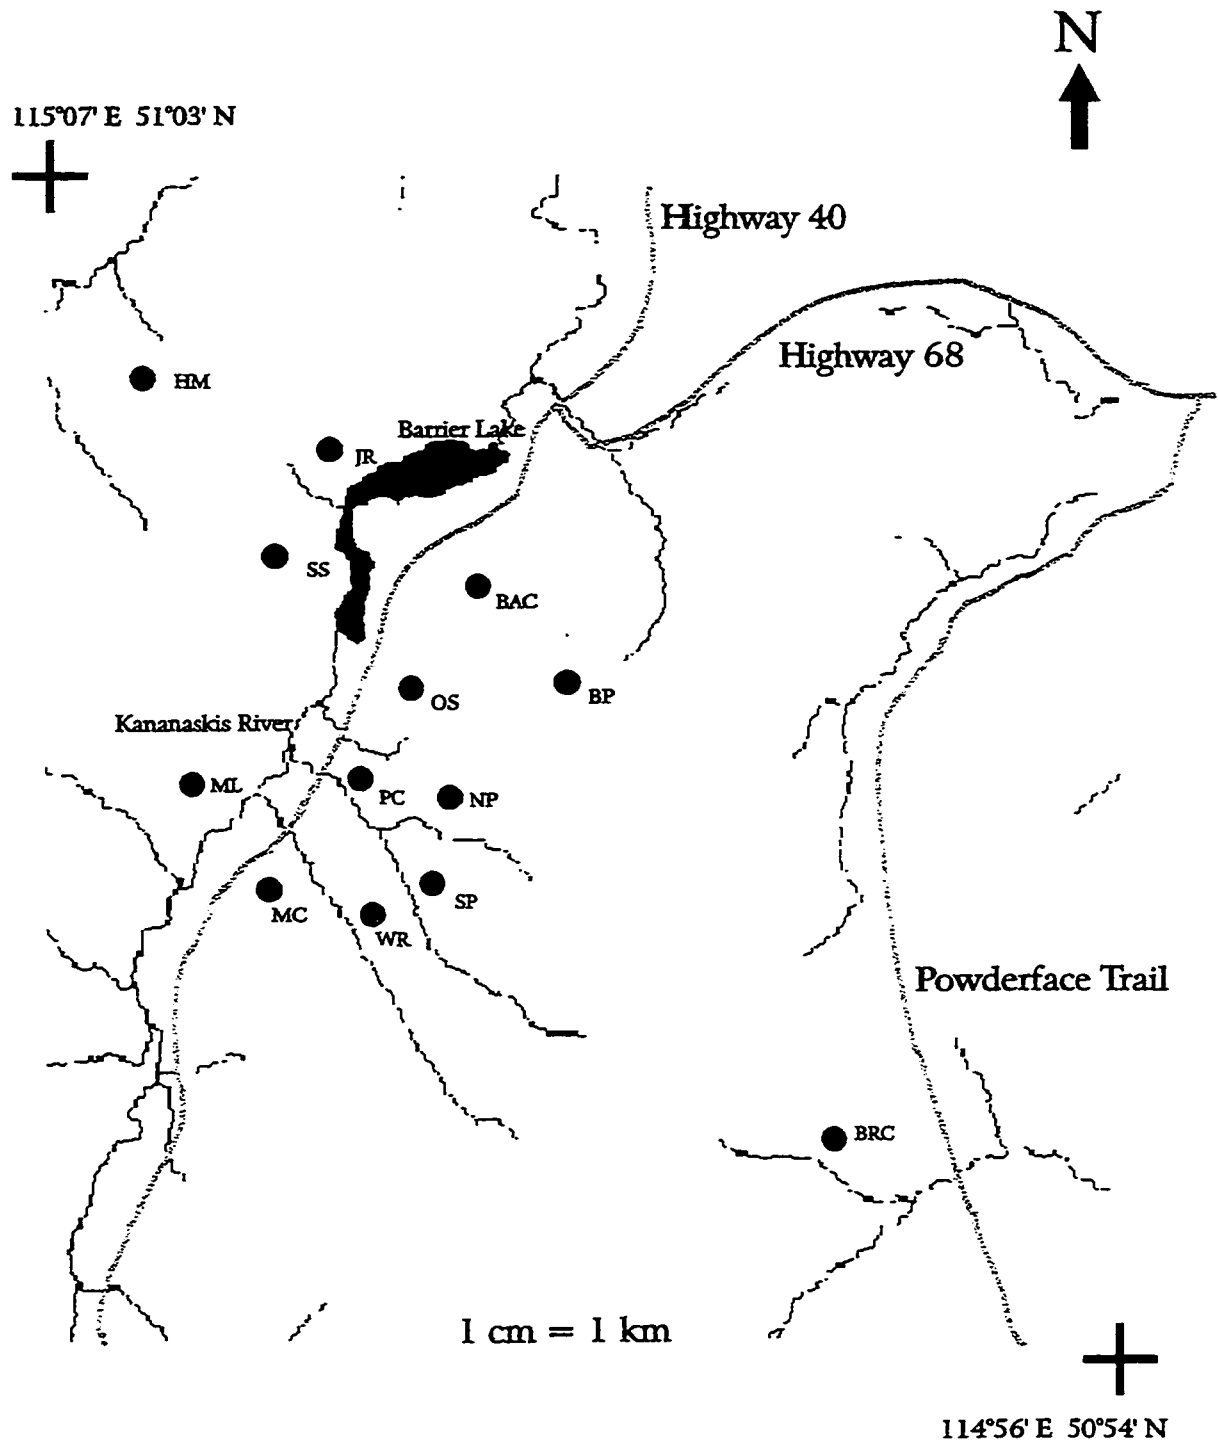 N
115°07' E 51°03' N
Highway 40
Highway 68
HM
Barrier Lake
JR
SS
BAC
BP
OS
Kananaskis River
ML
PC
NP
SP
MC
WR
Powderface Trail
BRC
1 cm = 1 km
114°56' E 50°54' N